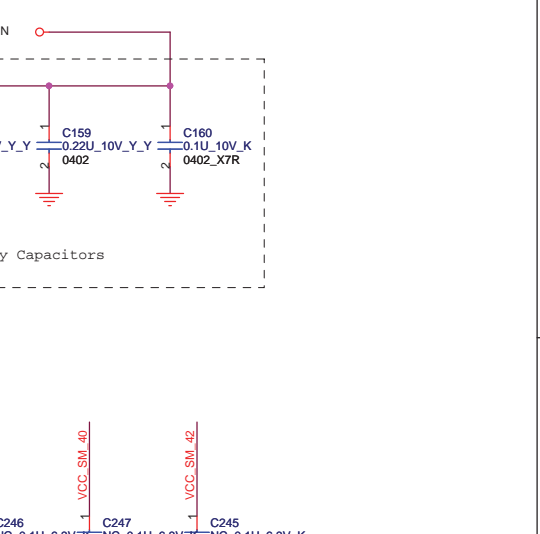 N
1
1
C159
C160
_Y_Y
0.22U_10V_Y_Y
0.1U_10V_K
0402
0402_X7R
2
2
y Capacitors
VCC_SM_40
VCC_SM_42
1
1
C246
C247
C245